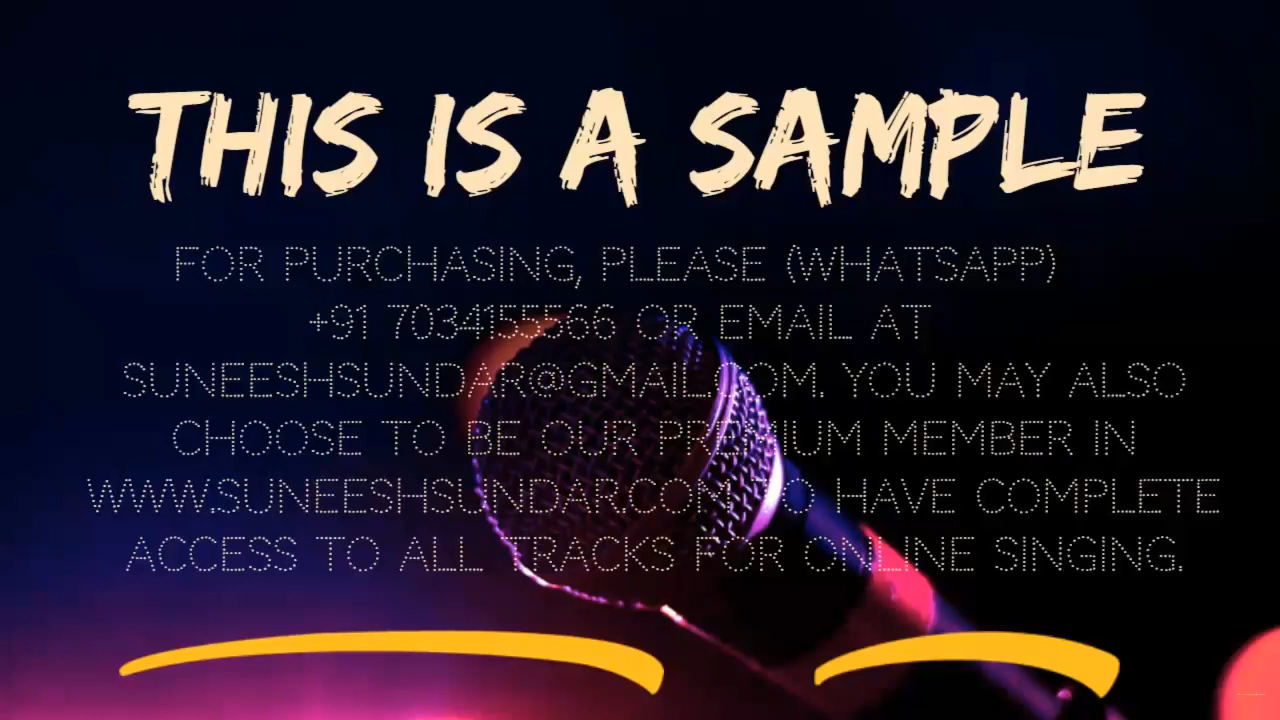 THIS IS A SAMPLE
FOR PURCHASING, PLEASE (WHATSAPP)
+91 7034155566 OR EMAIL AT
SUNEESHSUNDAR@GMAIL.COM. YOU MAY ALSO
CHOOSE TO BE OUR PREMIUM MEMBER IN
WWW.SUNEESHSUNDAR.COM TO HAVE COMPLETE
ACCESS TO ALL TRACKS FOR ONLINE SINGING.